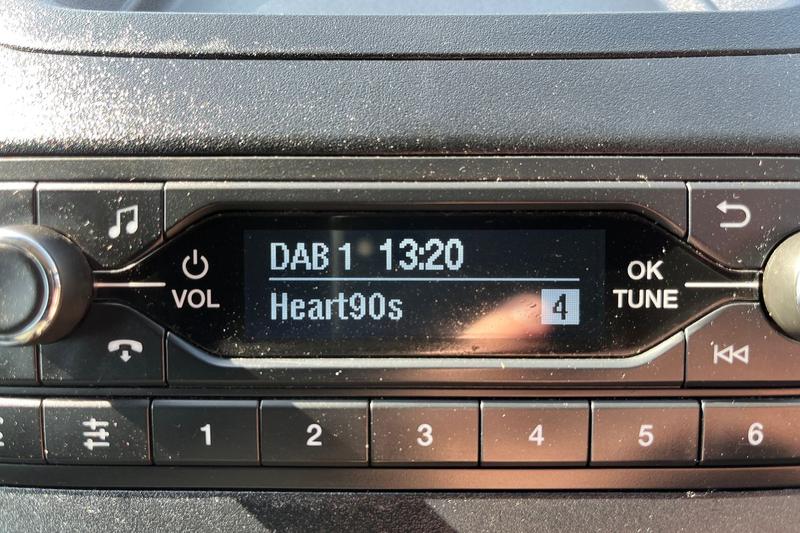 DAB 1 13:20
Heart90s 4
VOL
OK
TUNE
1 2 3 4 5 6